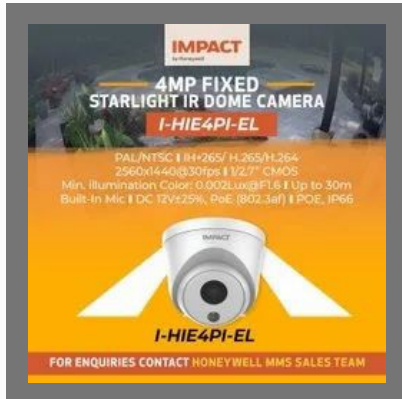 IMPACT
by Honeywell
4MP FIXED
STARLIGHT IR DOME CAMERA
I-HIE4PI-EL
PAL/NTSC I IH+265/ H.265/H.264
2560x1440@30fps I 1/2.7" CMOS
Min. illumination Color: 0.002Lux@F1.6 I Up to 30m
Built-In Mic I DC 12V±25%, PoE (802.3af) I POE, IP66
IMPACT
I-HIE4PI-EL
FOR ENQUIRIES CONTACT HONEYWELL MMS SALES TEAM